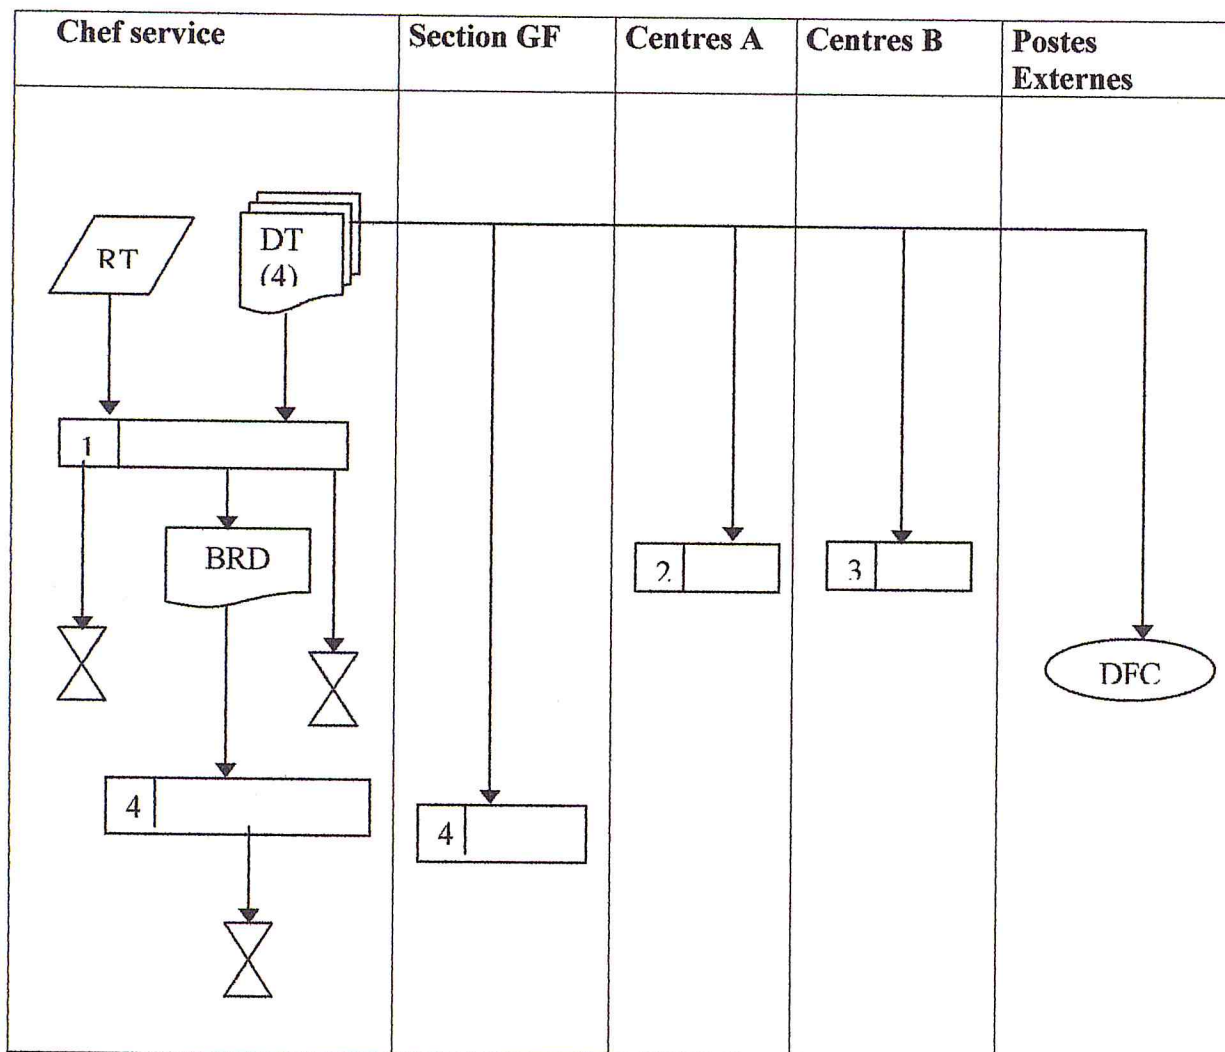 Chef service
Section GF
Centres A
Centres B
Postes
Externes
RT
DT
(4)
1
BRD
2
3
DFC
4
4